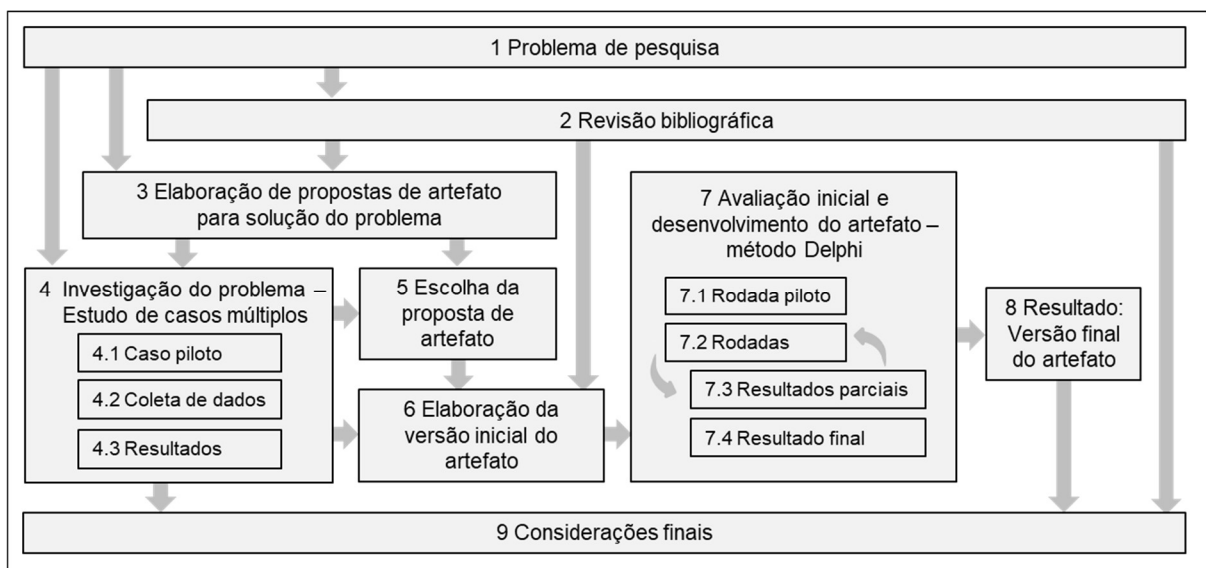 1 Problema de pesquisa
2 Revisão bibliográfica
3 Elaboração de propostas de artefato
para solução do problema
4 Investigação do problema –
Estudo de casos múltiplos
4.1 Caso piloto
4.2 Coleta de dados
4.3 Resultados
5 Escolha da
proposta de
artefato
6 Elaboração da
versão inicial do
artefato
7 Avaliação inicial e
desenvolvimento do artefato –
método Delphi
7.1 Rodada piloto
7.2 Rodadas
7.3 Resultados parciais
7.4 Resultado final
8 Resultado:
Versão final
do artefato
9 Considerações finais